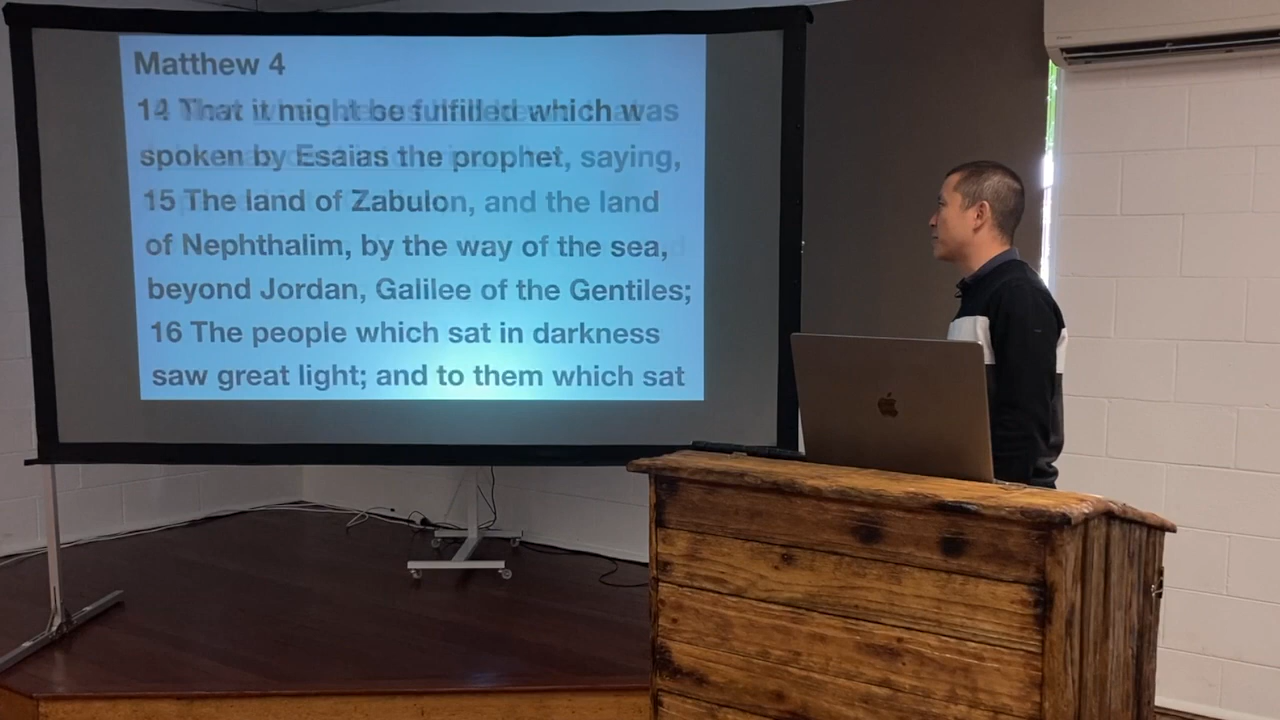 Matthew 4
14 That it might be fulfilled which was
spoken by Esaias the prophet, saying,
15 The land of Zabulon, and the land
of Nephthalim, by the way of the sea,
beyond Jordan, Galilee of the Gentiles;
16 The people which sat in darkness
saw great light; and to them which sat